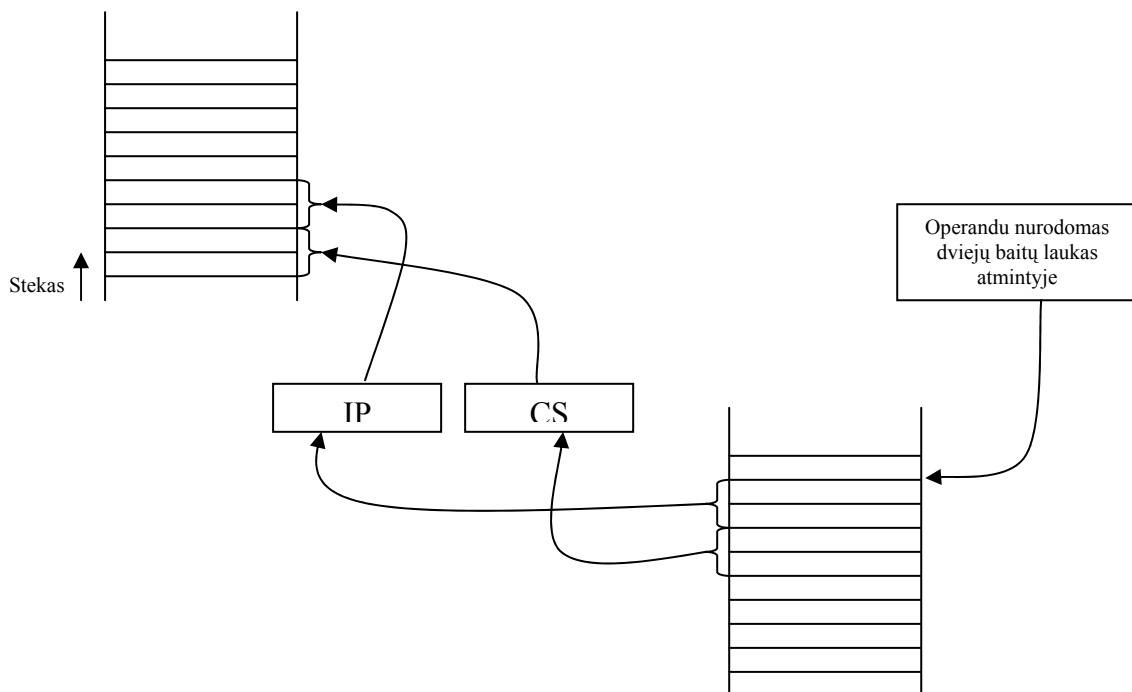 Operandu nurodomas
dviejų baitų laukas
atmintyje
Stekas
IP
CS